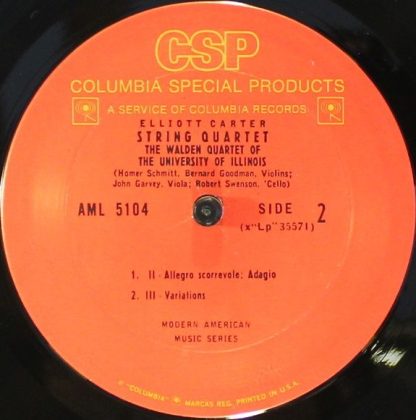 CSP
COLUMBIA SPECIAL PRODUCTS
A SERVICE OF COLUMBIA RECORDS
ELLIOTT CARTER
STRING QUARTET
THE WALDEN QUARTET OF
THE UNIVERSITY OF ILLINOIS
(Homer Schmitt, Bernard Goodman, Violins;
John Garvey, Viola; Robert Swenson, 'Cello)
AML 5104 SIDE 2
(x"Lp"35571)
1. II - Allegro scorrevole; Adagio
2. III - Variations
MODERN AMERICAN
MUSIC SERIES
® "COLUMBIA" MARCAS REG. PRINTED IN U.S.A.